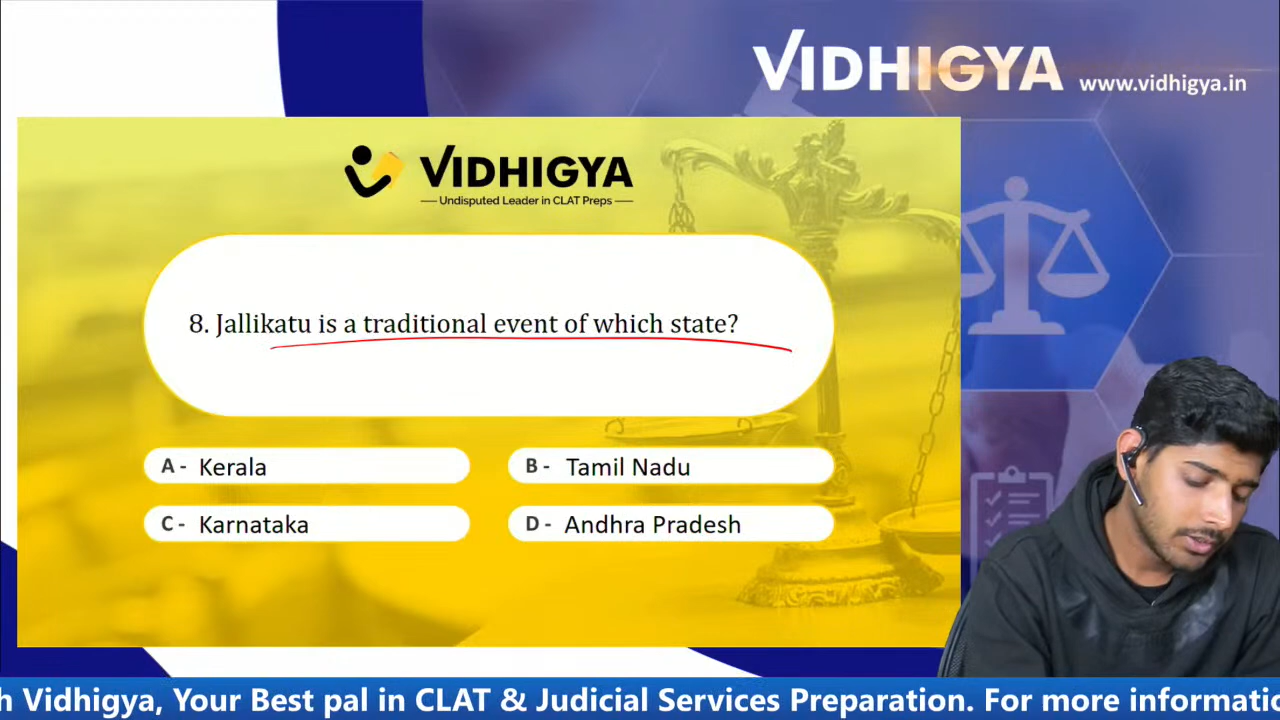 VIDHIGYA
www.vidhigya.in
VIDHIGYA
Undisputed Leader in CLAT Preps
8. Jallikatu is a traditional event of which state?
A - Kerala
B - Tamil Nadu
C - Karnataka
D - Andhra Pradesh
h Vidhigya, Your Best pal in CLAT & Judicial Services Preparation. For more informatio